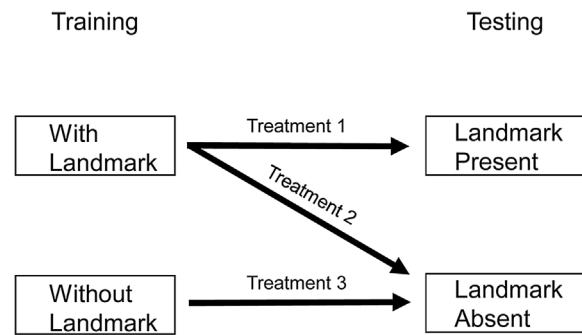 Training
Testing
With
Landmark
Treatment 1
Landmark
Present
Treatment 2
Without
Landmark
Treatment 3
Landmark
Absent